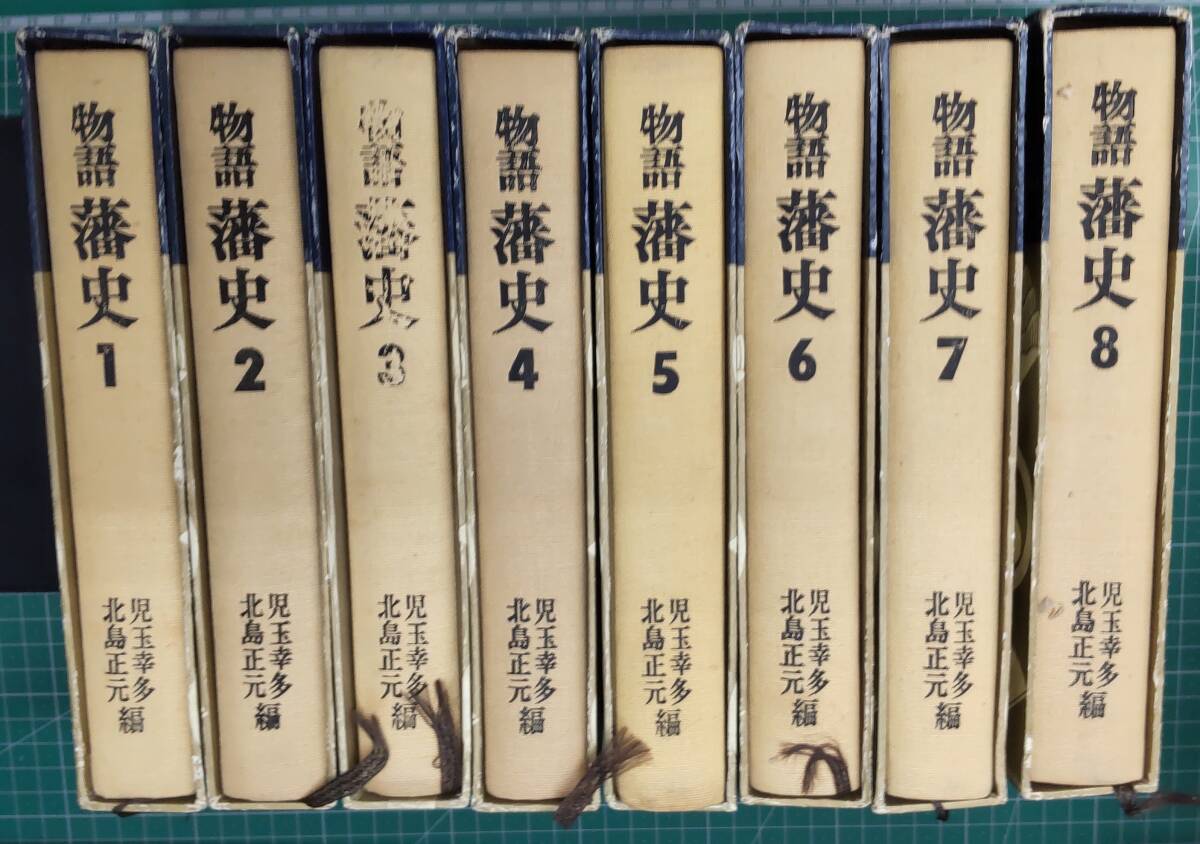 物語 藩史 1
児玉幸多
北島正元 編
物語 藩史 2
児玉幸多
北島正元 編
物語 藩史 3
児玉幸多
北島正元 編
物語 藩史 4
児玉幸多
北島正元 編
物語 藩史 5
児玉幸多
北島正元 編
物語 藩史 6
児玉幸多
北島正元 編
物語 藩史 7
児玉幸多
北島正元 編
物語 藩史 8
児玉幸多
北島正元 編